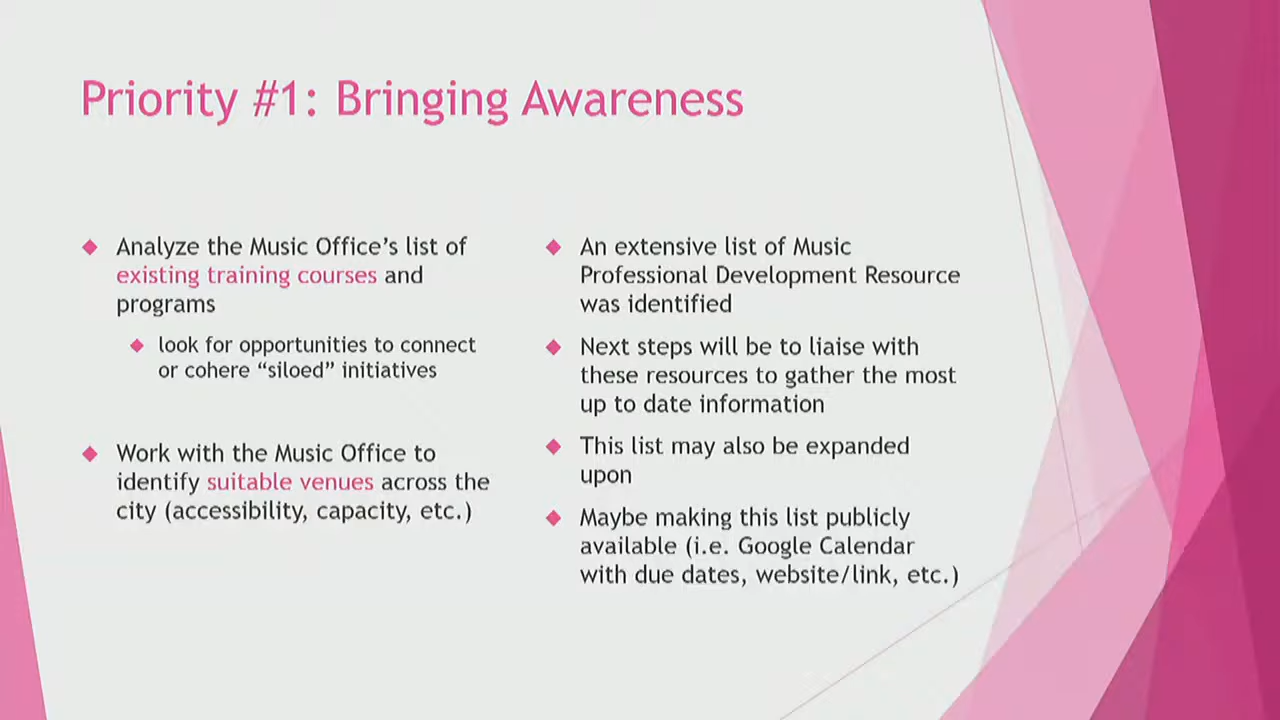 Priority #1: Bringing Awareness
Analyze the Music Office's list of
existing training courses and
programs
look for opportunities to connect
or cohere “siloed” initiatives
Work with the Music Office to
identify suitable venues across the
city (accessibility, capacity, etc.)
An extensive list of Music
Professional Development Resource
was identified
Next steps will be to liaise with
these resources to gather the most
up to date information
This list may also be expanded
upon
Maybe making this list publicly
available (i.e. Google Calendar
with due dates, website/link, etc.)